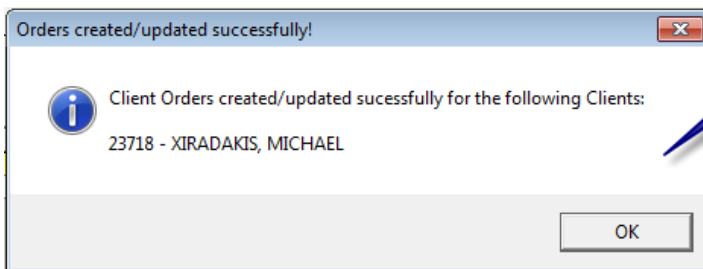 Orders created/updated successfully!
Client Orders created/updated sucessfully for the following Clients:
23718 - XIRADAKIS, MICHAEL
OK